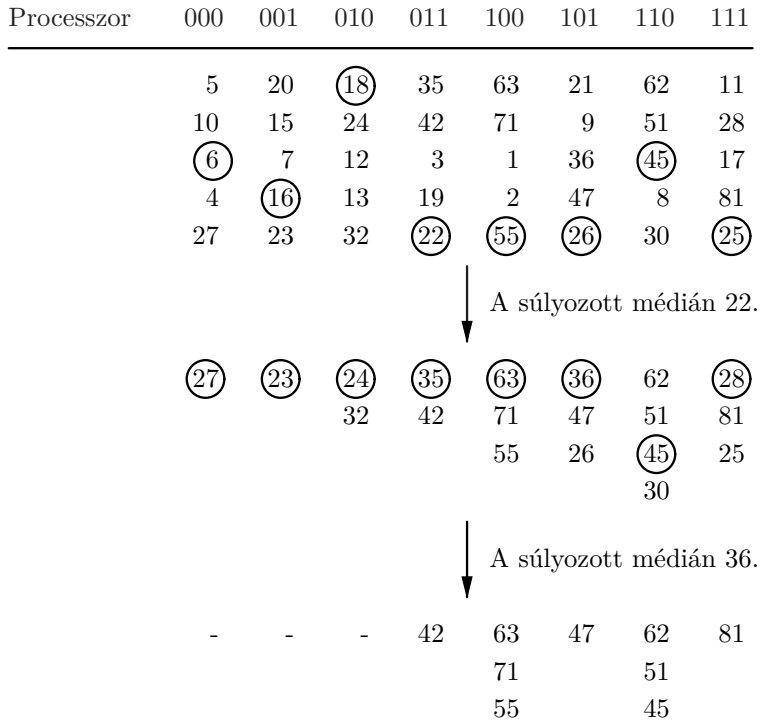 Processzor 000 001 010 011 100 101 110 111
5 20 18 35 63 21 62 11
10 15 24 42 71 9 51 28
6 7 12 3 1 36 45 17
4 16 13 19 2 47 8 81
27 23 32 22 55 26 30 25
A súlyozott médián 22.
27 23 24 35 63 36 62 28
32 42 71 47 51 81
55 26 45 25
30
A súlyozott médián 36.
- - - 42 63 47 62 81
71 51
55 45